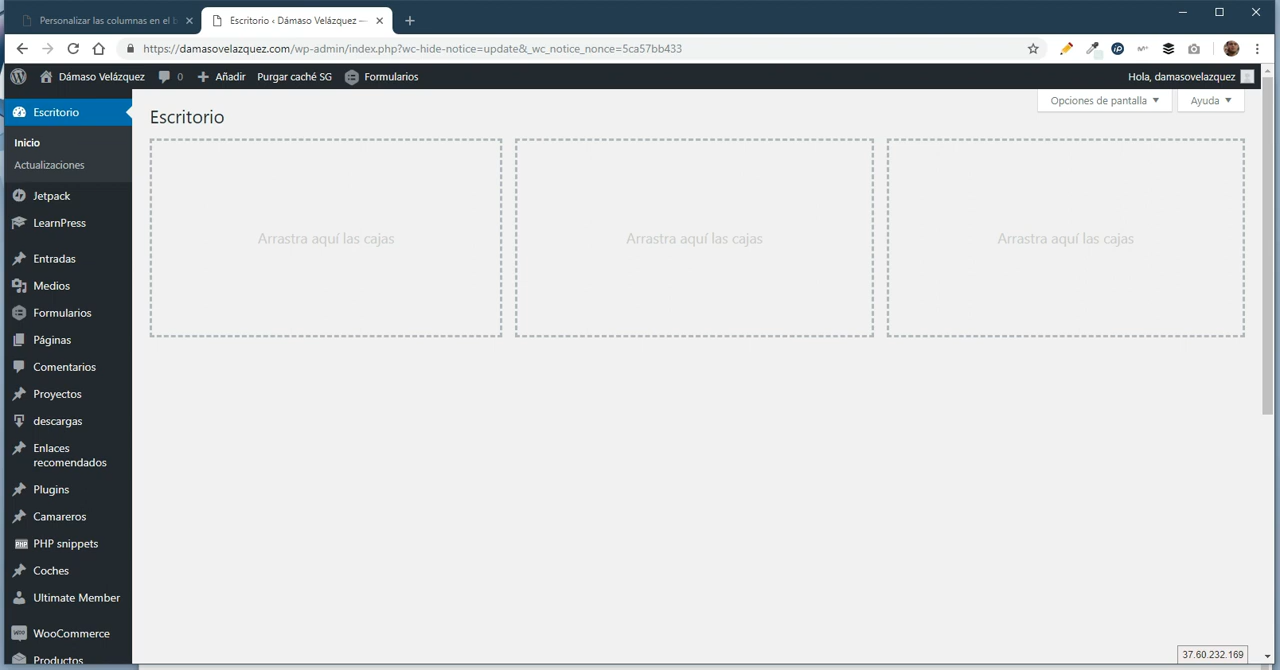 Personalizar las columnas en el b
Escritorio ‹ Dámaso Velázquez —
https://damasovelazquez.com/wp-admin/index.php?wc-hide-notice=update&_wc_notice_nonce=5ca57bb433
Dámaso Velázquez
0
Añadir
Purgar caché SG
Formularios
Hola, damasovelazquez
Escritorio
Inicio
Actualizaciones
Jetpack
LearnPress
Entradas
Medios
Formularios
Páginas
Comentarios
Proyectos
descargas
Enlaces
recomendados
Plugins
Camareros
PHP snippets
Coches
Ultimate Member
WooCommerce
Productos
Escritorio
Opciones de pantalla
Ayuda
Arrastra aquí las cajas
Arrastra aquí las cajas
Arrastra aquí las cajas
37.60.232.169